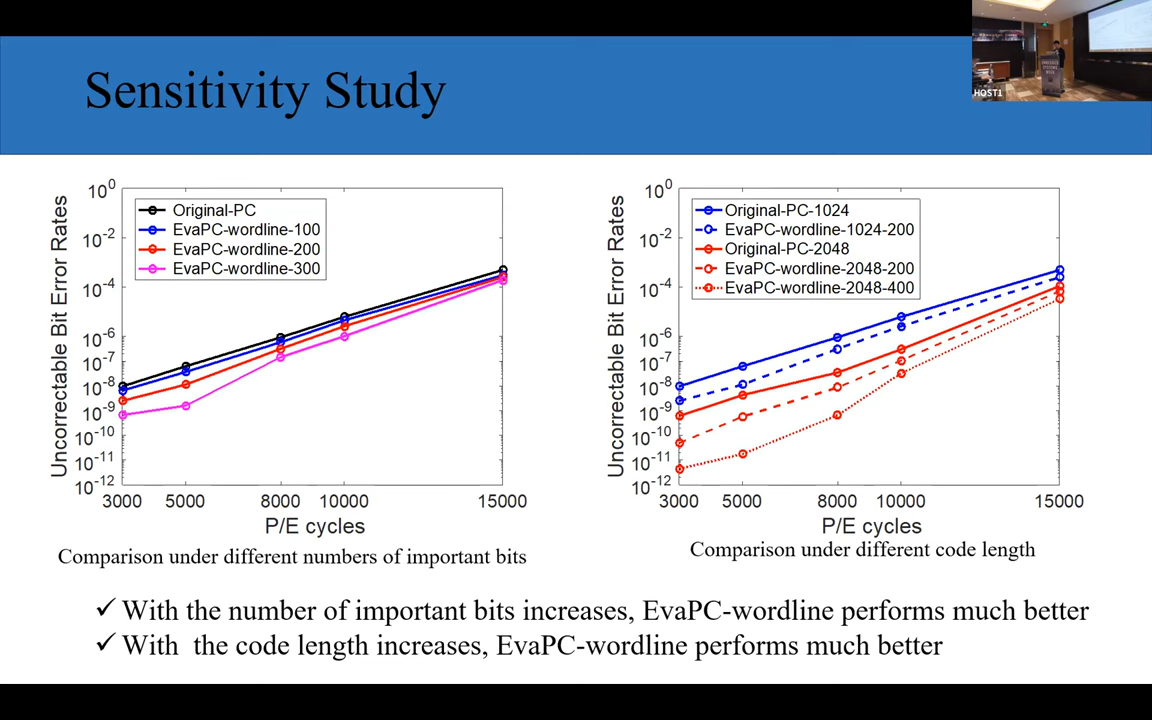 HOST1
Sensitivity Study
10^0
10^-2
10^-4
10^-6
10^-7
10^-8
10^-9
10^-10
10^-11
10^-12
Uncorrectable Bit Error Rates
Original-PC
EvaPC-wordline-100
EvaPC-wordline-200
EvaPC-wordline-300
3000 5000 8000 10000 15000
P/E cycles
Comparison under different numbers of important bits
10^0
10^-2
10^-4
10^-6
10^-7
10^-8
10^-9
10^-10
10^-11
10^-12
Uncorrectable Bit Error Rates
Original-PC-1024
EvaPC-wordline-1024-200
Original-PC-2048
EvaPC-wordline-2048-200
EvaPC-wordline-2048-400
3000 5000 8000 10000 15000
P/E cycles
Comparison under different code length
✓ With the number of important bits increases, EvaPC-wordline performs much better
✓ With the code length increases, EvaPC-wordline performs much better